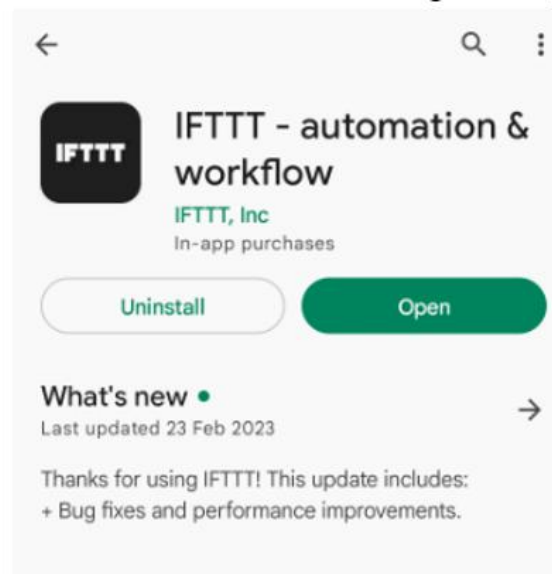 IFTTT
IFTTT - automation &
workflow
IFTTT, Inc
In-app purchases
Uninstall
Open
What's new
Last updated 23 Feb 2023
Thanks for using IFTTT! This update includes:
+ Bug fixes and performance improvements.